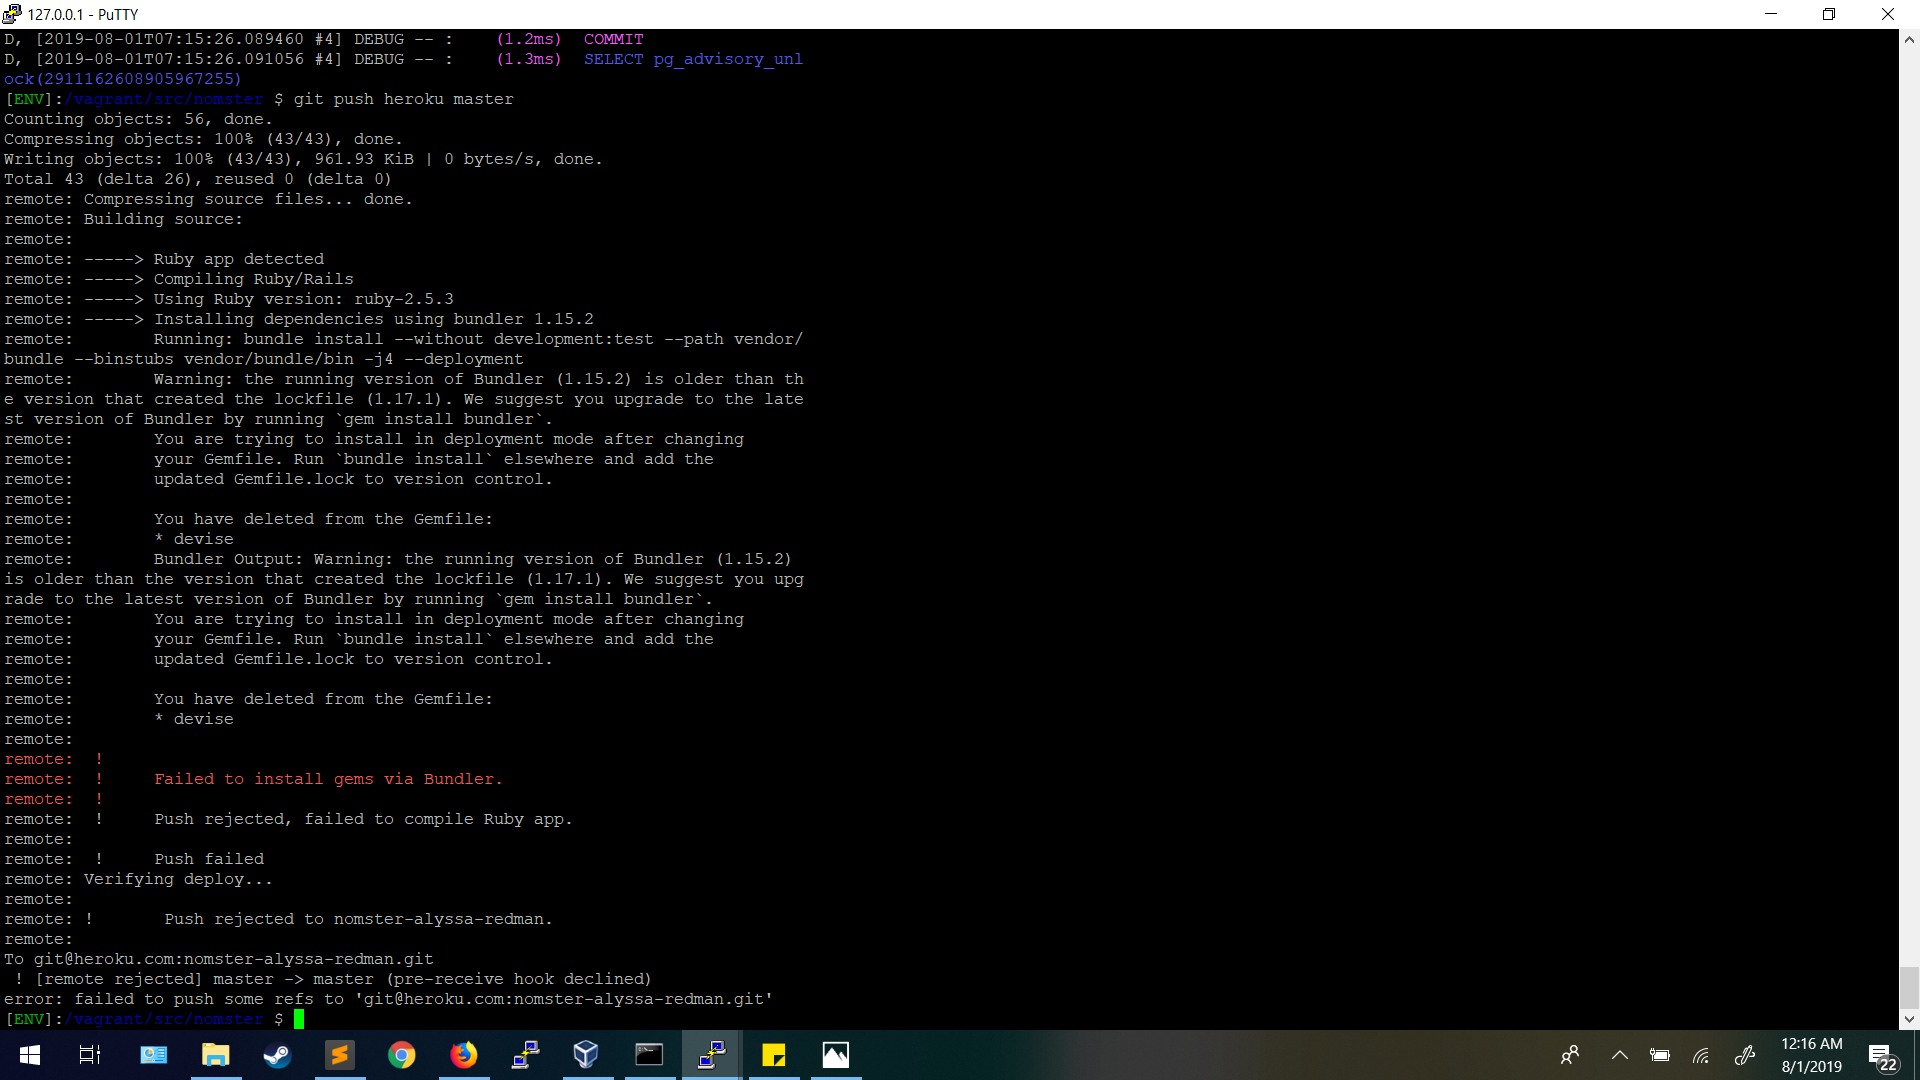 127.0.0.1 - PuTTY
D, [2019-08-01T07:15:26.089460 #4] DEBUG -- :    (1.2ms)  COMMIT
D, [2019-08-01T07:15:26.091056 #4] DEBUG -- :    (1.3ms)  SELECT pg_advisory_unl
ock(2911162608905967255)
[ENV]:/vagrant/src/nomster $ git push heroku master
Counting objects: 56, done.
Compressing objects: 100% (43/43), done.
Writing objects: 100% (43/43), 961.93 KiB | 0 bytes/s, done.
Total 43 (delta 26), reused 0 (delta 0)
remote: Compressing source files... done.
remote: Building source:
remote:
remote: -----> Ruby app detected
remote: -----> Compiling Ruby/Rails
remote: -----> Using Ruby version: ruby-2.5.3
remote: -----> Installing dependencies using bundler 1.15.2
remote:        Running: bundle install --without development:test --path vendor/
bundle --binstubs vendor/bundle/bin -j4 --deployment
remote:        Warning: the running version of Bundler (1.15.2) is older than th
e version that created the lockfile (1.17.1). We suggest you upgrade to the late
st version of Bundler by running `gem install bundler`.
remote:        You are trying to install in deployment mode after changing
remote:        your Gemfile. Run `bundle install` elsewhere and add the
remote:        updated Gemfile.lock to version control.
remote:
remote:        You have deleted from the Gemfile:
remote:        * devise
remote:        Bundler Output: Warning: the running version of Bundler (1.15.2)
is older than the version that created the lockfile (1.17.1). We suggest you upg
rade to the latest version of Bundler by running `gem install bundler`.
remote:        You are trying to install in deployment mode after changing
remote:        your Gemfile. Run `bundle install` elsewhere and add the
remote:        updated Gemfile.lock to version control.
remote:
remote:        You have deleted from the Gemfile:
remote:        * devise
remote:
remote:  !
remote:  !     Failed to install gems via Bundler.
remote:  !
remote:  !     Push rejected, failed to compile Ruby app.
remote:
remote:  !     Push failed
remote: Verifying deploy...
remote:
remote: !       Push rejected to nomster-alyssa-redman.
remote:
To git@heroku.com:nomster-alyssa-redman.git
 ! [remote rejected] master -> master (pre-receive hook declined)
error: failed to push some refs to 'git@heroku.com:nomster-alyssa-redman.git'
[ENV]:/vagrant/src/nomster $
12:16 AM
8/1/2019
22